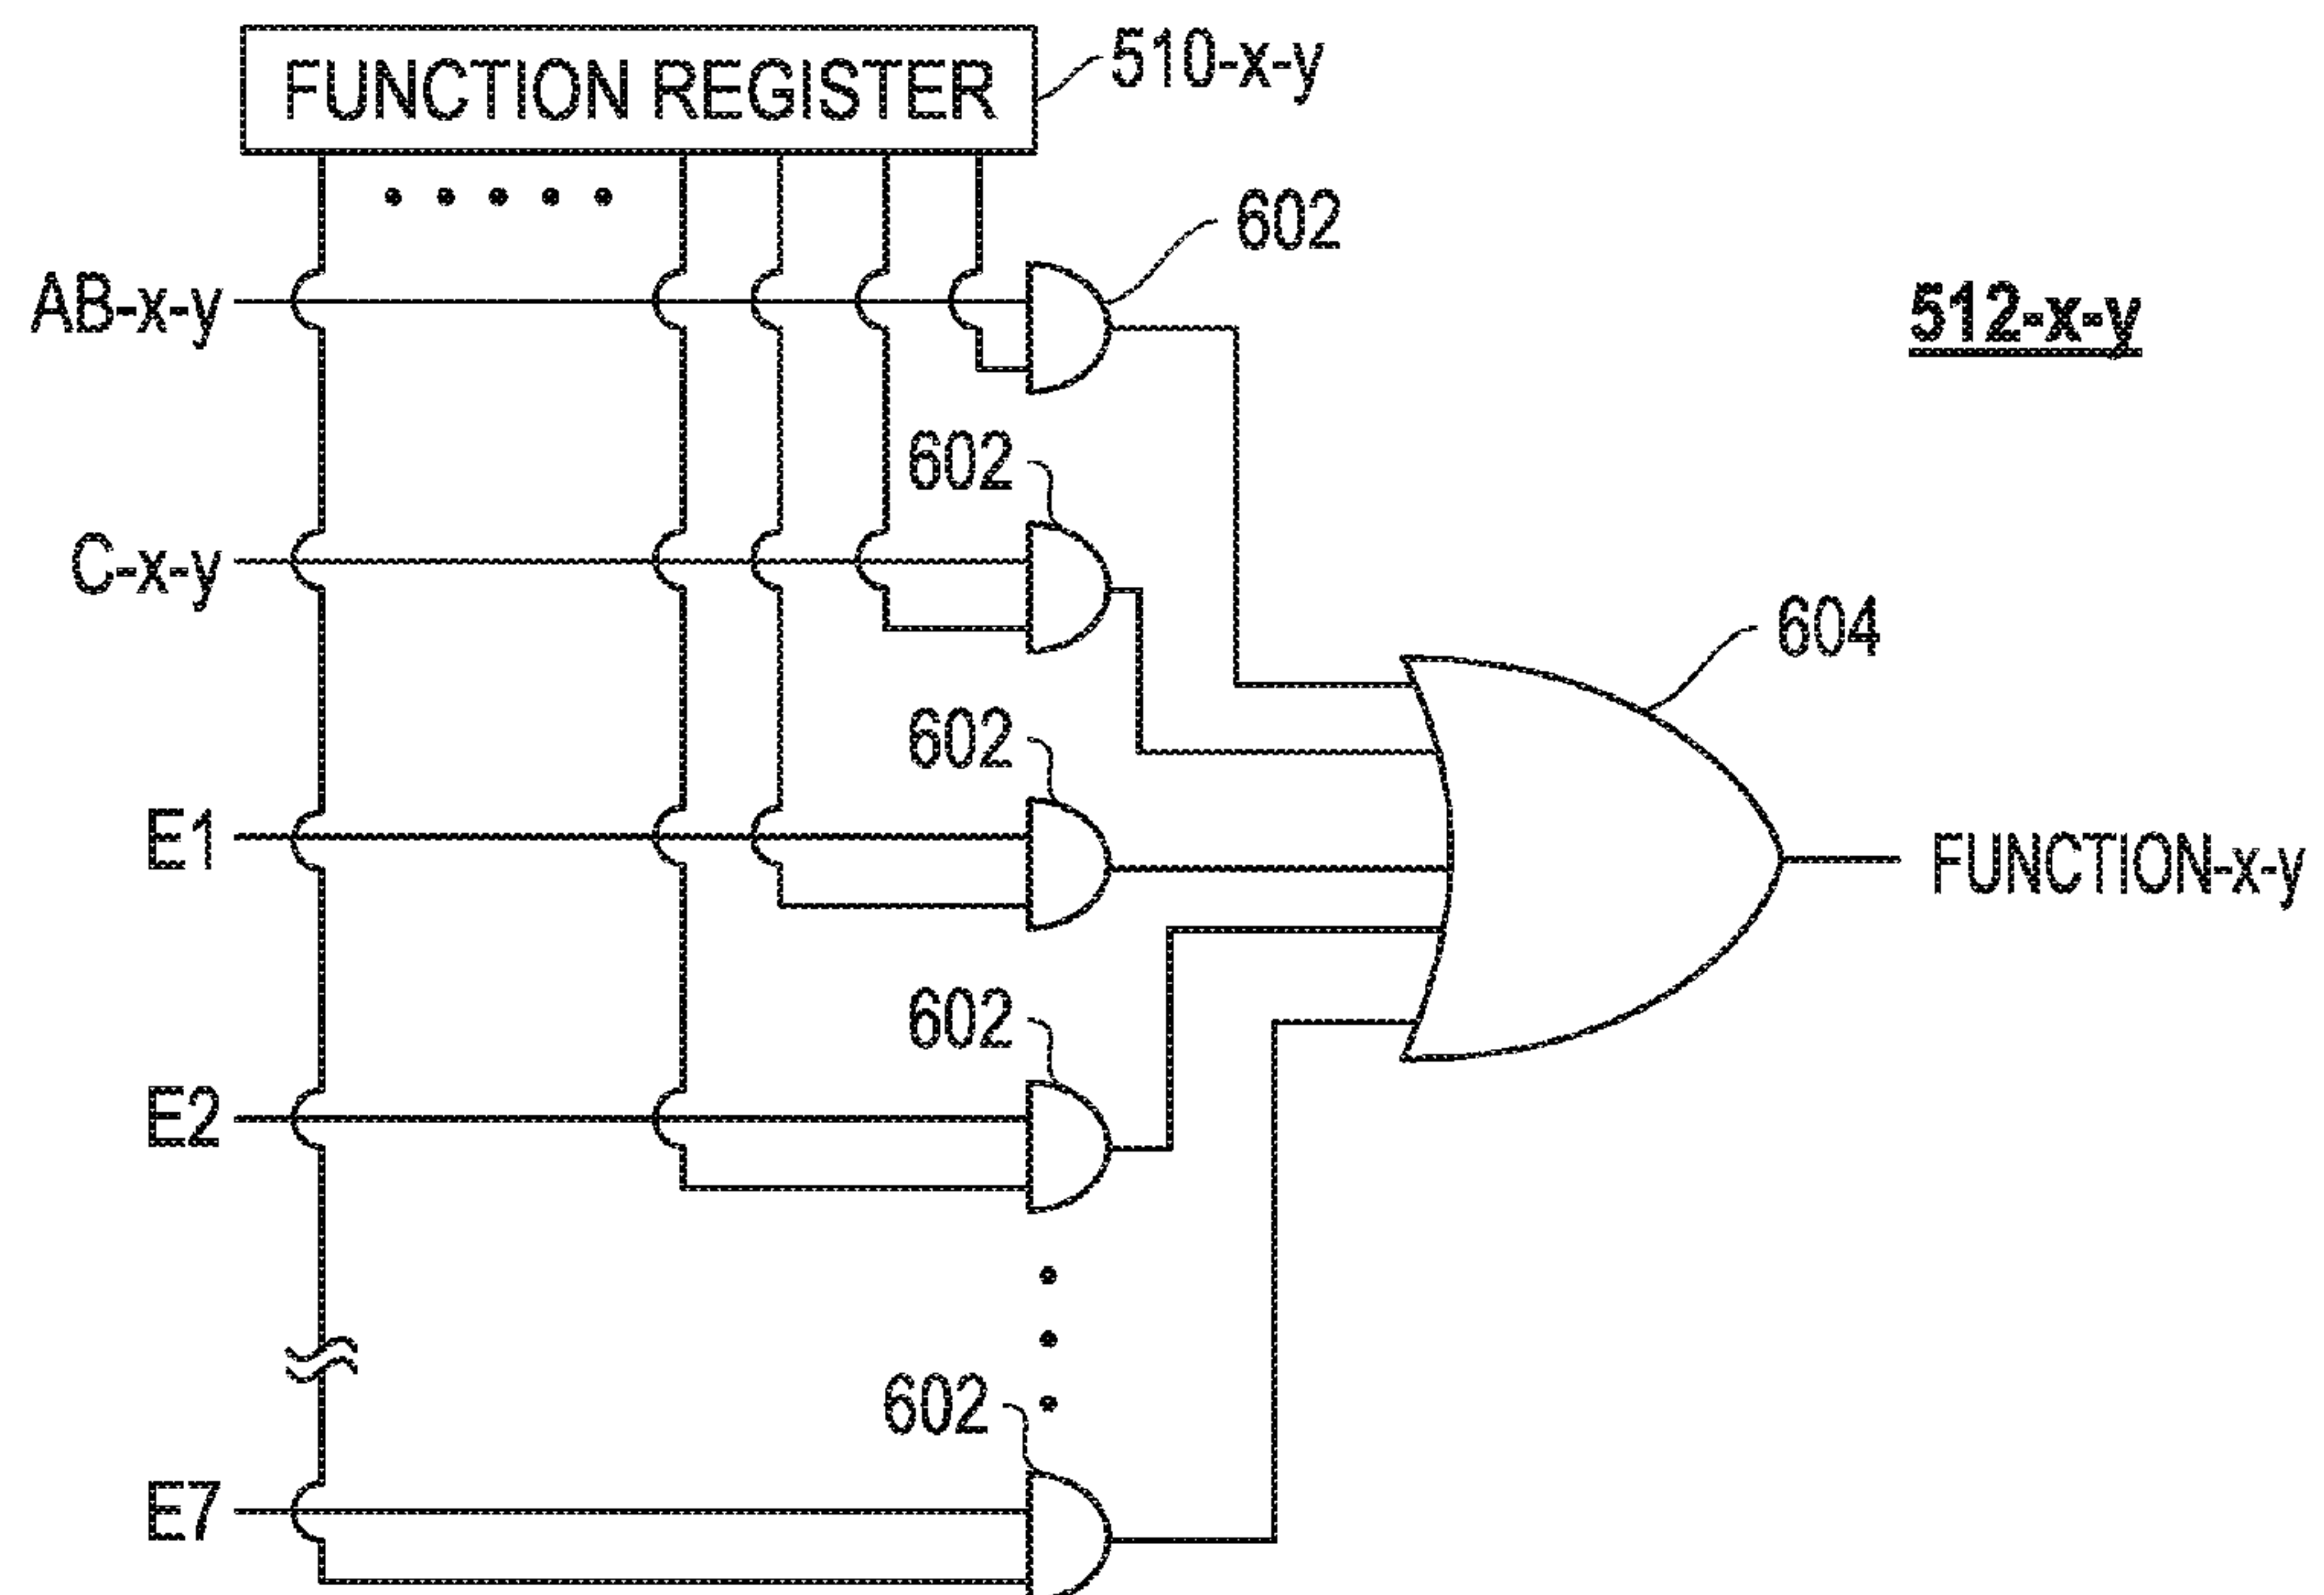 FUNCTION REGISTER
510-x-y
602
AB-x-y
512-x-y
602
C-x-y
604
602
E1
FUNCTION-x-y
602
E2
602
E7